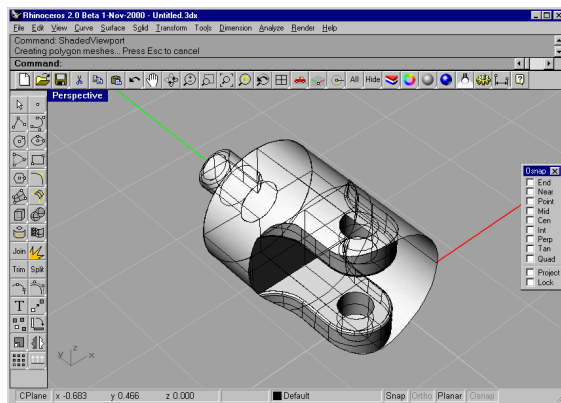 Rhinoceros 2.0 Beta 1-Nov-2000 - Untitled.3dx
File Edit View Curve Surface Solid Transform Tools Dimension Analyze Render Help
Command: ShadedViewport
Creating polygon meshes... Press Esc to cancel
Command:
All Hide
Perspective
Osnap
End
Near
Point
Mid
Cen
Int
Perp
Tan
Quad
Project
Lock
Join
Trim Split
T
z
y x
CPlane x -0.683 y 0.466 z 0.000 Default Snap Ortho Planar Osnap